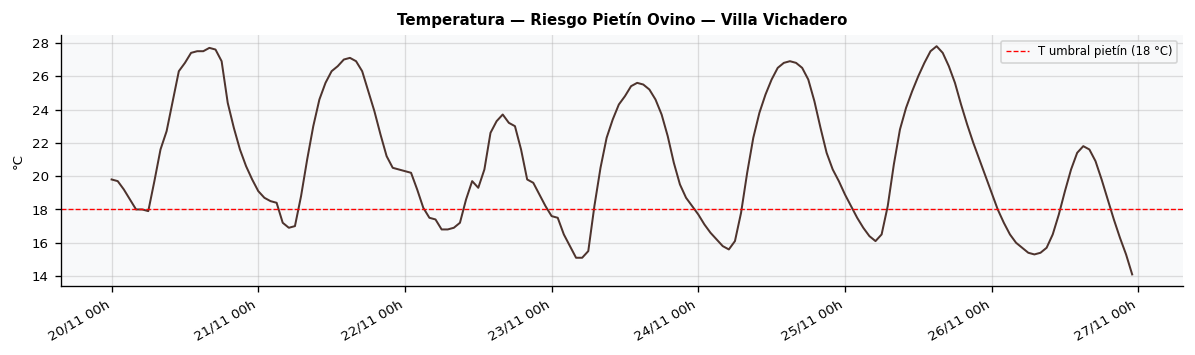 Temperatura — Riesgo Pietín Ovino — Villa Vichadero
T umbral pietín (18 °C)
°C
28
26
24
22
20
18
16
14
20/11 00h
21/11 00h
22/11 00h
23/11 00h
24/11 00h
25/11 00h
26/11 00h
27/11 00h